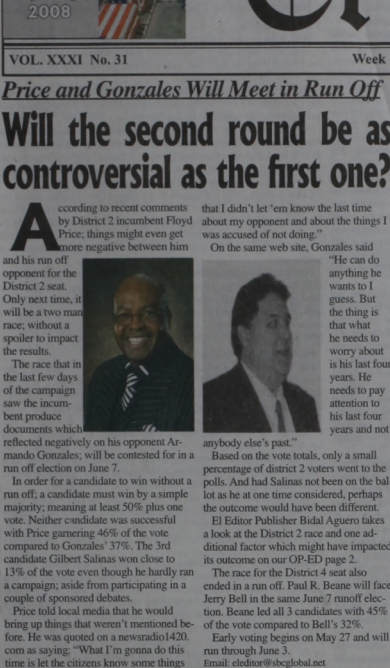 2008
VOL. XXXI No. 31
Week
Price and Gonzales Will Meet in Run Off
Will the second round be as
controversial as the first one?
According to recent comments
by District 2 incumbent Floyd
Price; things might even get
more negative between him
and his run off
opponent for the
District 2 seat.
Only next time, it
will be a two man
race; without a
spoiler to impact
the results.
The race that in
the last few days
of the campaign
saw the incum-
bent produce
documents which
reflected negatively on his opponent Ar-
mando Gonzales; will be contested for in a
run off election on June 7.
In order for a candidate to win without a
run off; a candidate must win by a simple
majority; meaning at least 50% plus one
vote. Neither candidate was successful
with Price garnering 46% of the vote
compared to Gonzales' 37%. The 3rd
candidate Gilbert Salinas won close to
13% of the vote even though he hardly ran
a campaign; aside from participating in a
couple of sponsored debates.
Price told local media that he would
bring up things that weren't mentioned be-
fore. He was quoted on a newsradio1420.
com as saying: "What I'm gonna do this
time is let the citizens know some things
that I didn't let 'em know the last time
about my opponent and about the things I
was accused of not doing."
On the same web site, Gonzales said
"He can do
anything he
wants to I
guess. But
the thing is
that what
he needs to
worry about
is his last four
years. He
needs to pay
attention to
his last four
years and not
anybody else's past."
Based on the vote totals, only a small
percentage of district 2 voters went to the
polls. And had Salinas not been on the bal-
lot as he at one time considered, perhaps
the outcome would have been different.
El Editor Publisher Bidal Aguero takes
a look at the District 2 race and one ad-
ditional factor which might have impacted
its outcome on our OP-ED page 2.
The race for the District 4 seat also
ended in a run off. Paul R. Beane will face
Jerry Bell in the same June 7 runoff elec-
tion. Beane led all 3 candidates with 45%
of the vote compared to Bell's 32%.
Early voting begins on May 27 and will
run through June 3.
Email: eleditor@sbcglobal.net